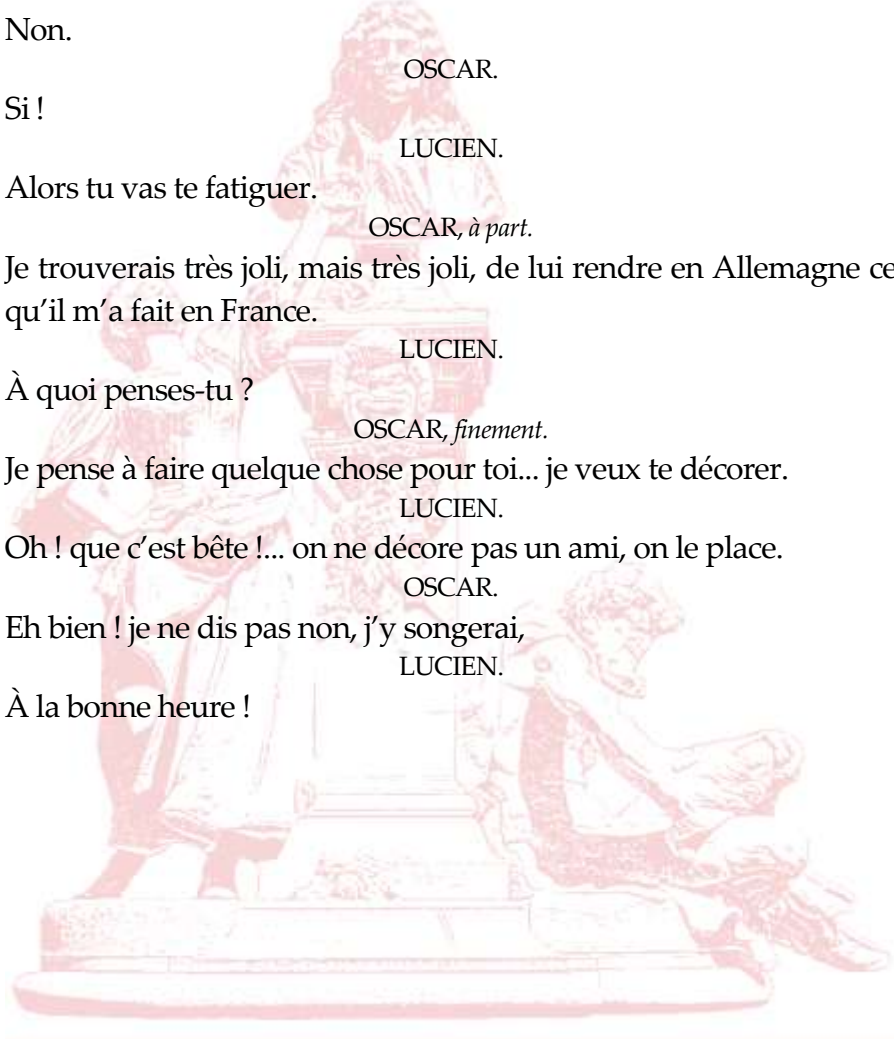 Non.
OSCAR.
Si !
LUCIEN.
Alors tu vas te fatiguer.
OSCAR, à part.
Je trouverais très joli, mais très joli, de lui rendre en Allemagne ce
qu’il m’a fait en France.
LUCIEN.
À quoi penses-tu ?
OSCAR, finement.
Je pense à faire quelque chose pour toi... je veux te décorer.
LUCIEN.
Oh ! que c’est bête !... on ne décore pas un ami, on le place.
OSCAR.
Eh bien ! je ne dis pas non, j’y songerai,
LUCIEN.
À la bonne heure !